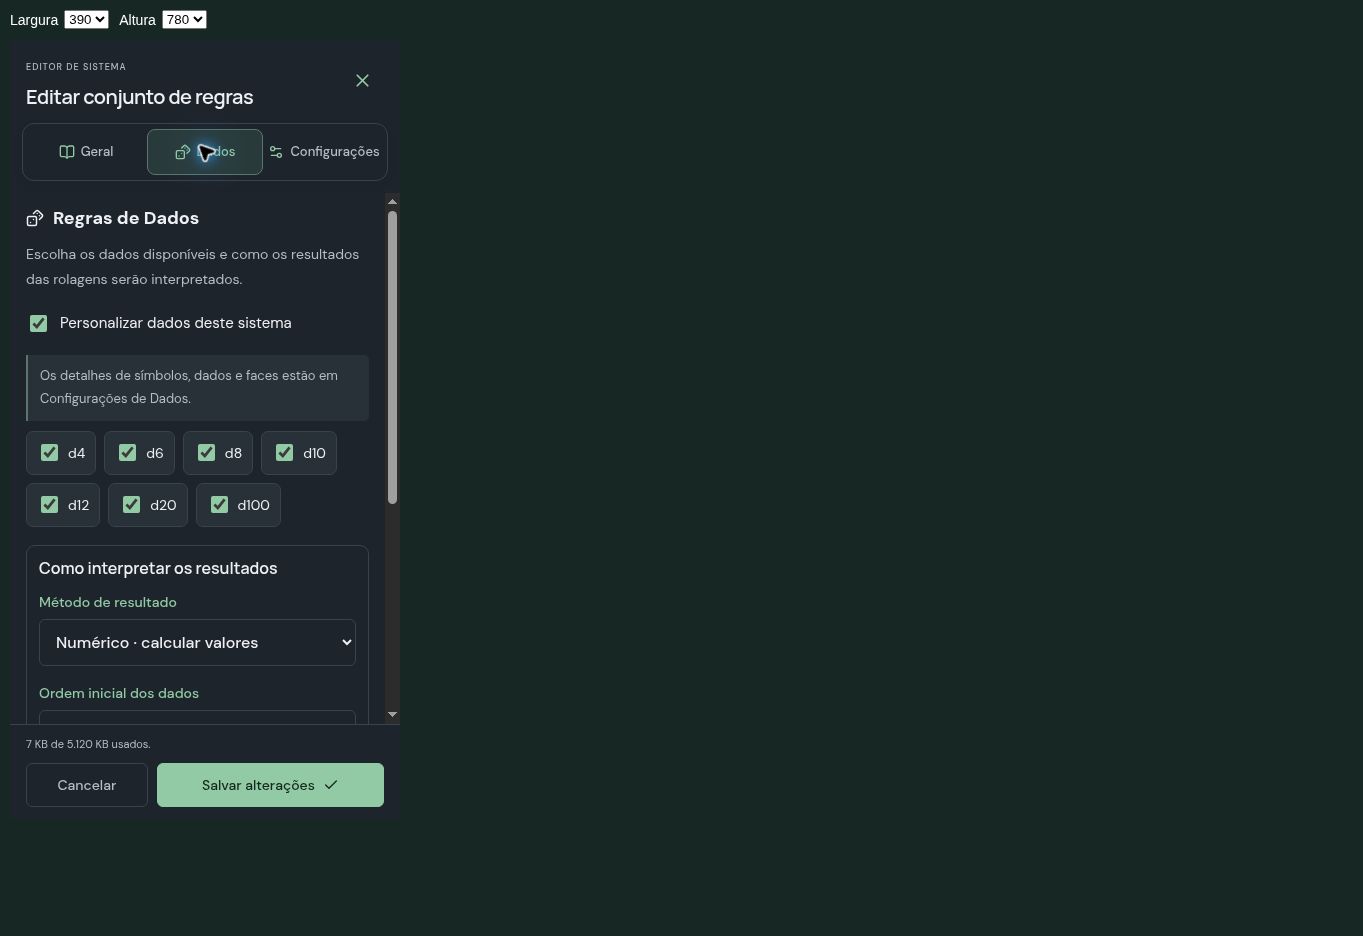 Largura 390 Altura 780
EDITOR DE SISTEMA
Editar conjunto de regras
Geral Dados Configurações
Regras de Dados
Escolha os dados disponíveis e como os resultados
das rolagens serão interpretados.
Personalizar dados deste sistema
Os detalhes de símbolos, dados e faces estão em
Configurações de Dados.
d4 d6 d8 d10
d12 d20 d100
Como interpretar os resultados
Método de resultado
Numérico · calcular valores
Ordem inicial dos dados
7 KB de 5.120 KB usados.
Cancelar Salvar alterações